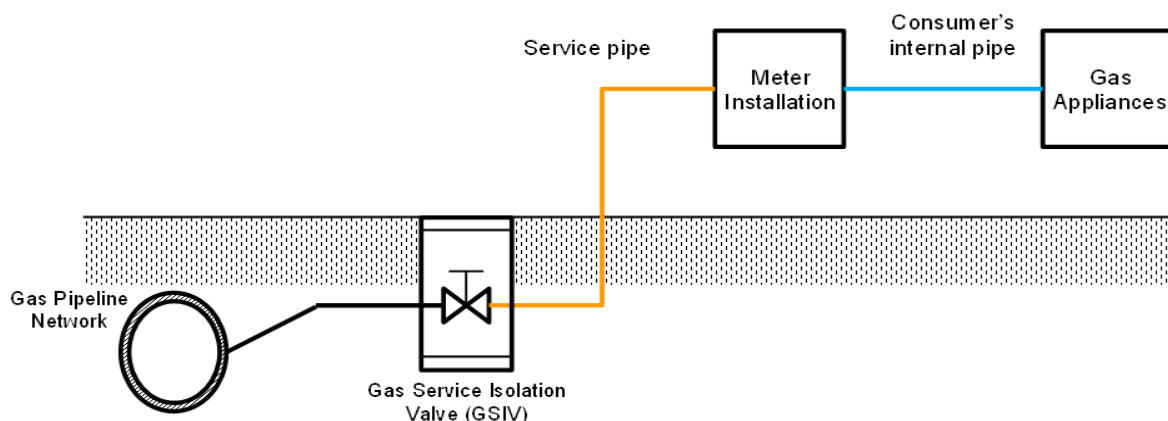 Service pipe
Consumer's
internal pipe
Meter
Installation
Gas
Appliances
Gas Pipeline
Network
Gas Service Isolation
Valve (GSIV)